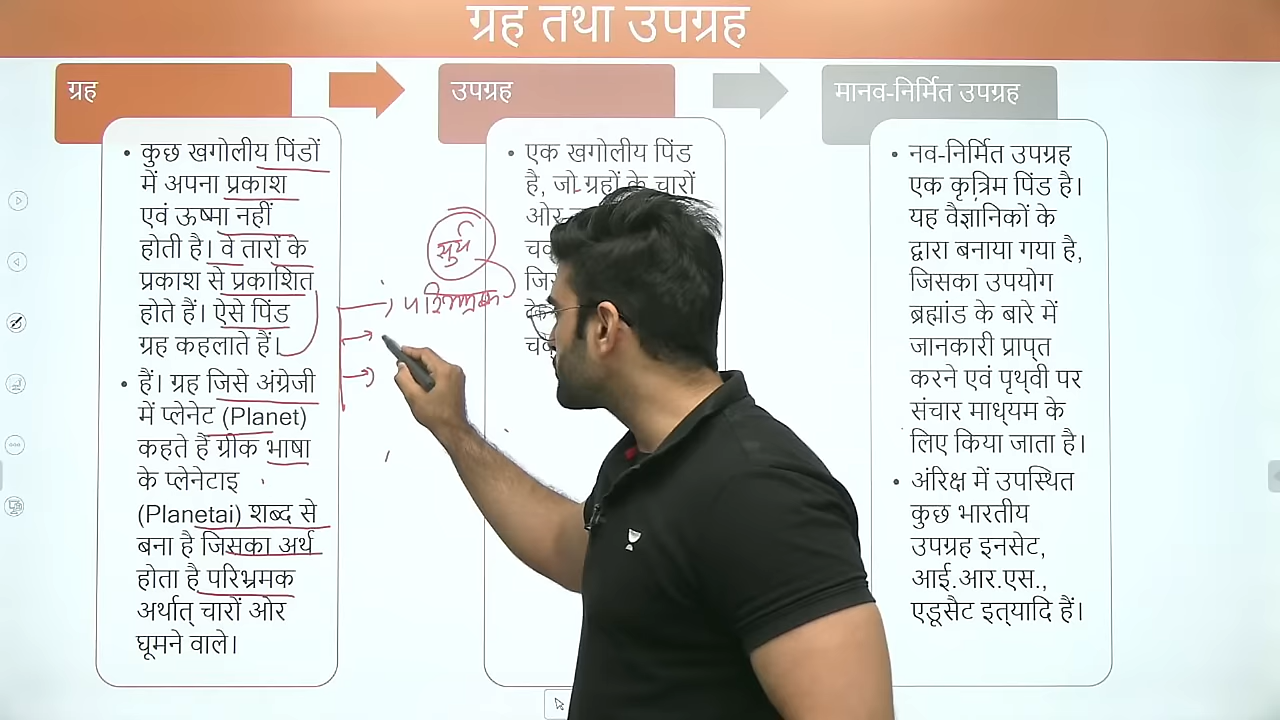 ग्रह तथा उपग्रह
ग्रह
• कुछ खगोलीय पिंडों
में अपना प्रकाश
एवं ऊष्मा नहीं
होती है। वे तारों के
प्रकाश से प्रकाशित
होते हैं। ऐसे पिंड
ग्रह कहलाते हैं।
• हैं। ग्रह जिसे अंग्रेजी
में प्लेनेट (Planet)
कहते हैं ग्रीक भाषा
के प्लेनेटाइ
(Planetai) शब्द से
बना है जिसका अर्थ
होता है परिभ्रमक
अर्थात् चारों ओर
घूमने वाले।
सुर्य
उपग्रह
• एक खगोलीय पिंड
है, जो ग्रहों के चारों
ओर
मानव-निर्मित उपग्रह
• नव-निर्मित उपग्रह
एक कृत्रिम पिंड है।
यह वैज्ञानिकों के
द्वारा बनाया गया है,
जिसका उपयोग
ब्रह्मांड के बारे में
जानकारी प्राप्त
करने एवं पृथ्वी पर
संचार माध्यम के
लिए किया जाता है।
• अंरिक्ष में उपस्थित
कुछ भारतीय
उपग्रह इनसेट,
आई.आर.एस.,
एडूसैट इत्यादि हैं।